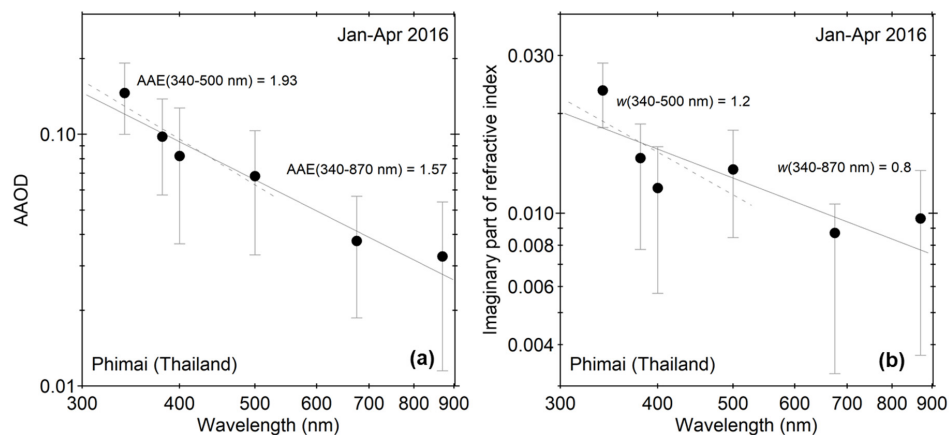 Jan-Apr 2016
AAE(340-500 nm) = 1.93
AAE(340-870 nm) = 1.57
AAOD
0.10
0.01
Phimai (Thailand)
(a)
300
400
500
600
700
800
900
Wavelength (nm)
Jan-Apr 2016
w(340-500 nm) = 1.2
w(340-870 nm) = 0.8
Imaginary part of refractive index
0.030
0.010
0.008
0.006
0.004
Phimai (Thailand)
(b)
300
400
500
600
700
800
900
Wavelength (nm)